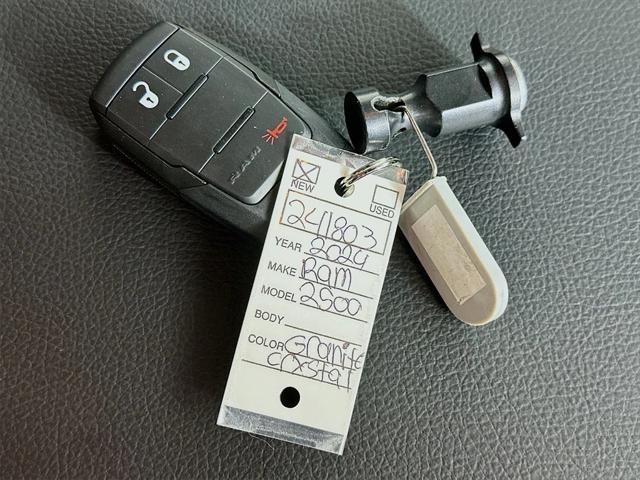 RAM
NEW USED
241803
YEAR 2024
MAKE Ram
MODEL 2500
BODY
COLOR Granite
crystal